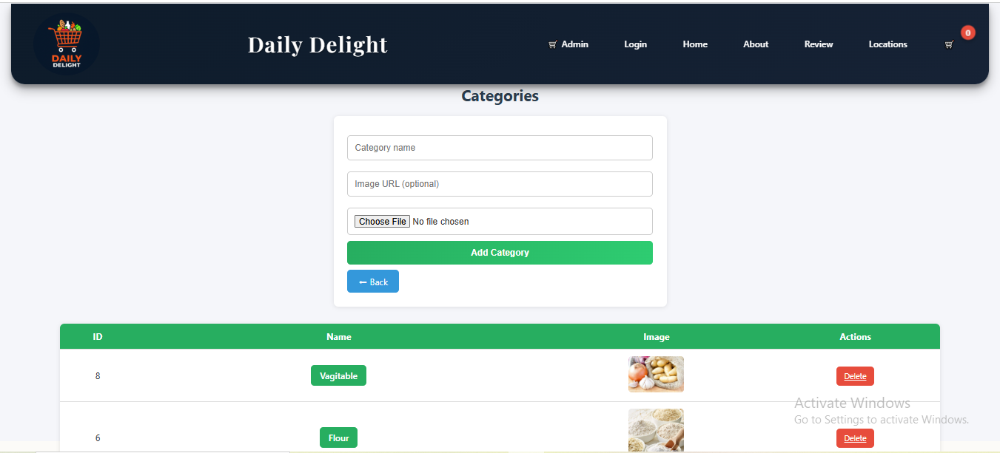 DAILY
DELIGHT
Daily Delight
Admin
Login
Home
About
Review
Locations
0
Categories
Category name
Image URL (optional)
Choose File No file chosen
Add Category
← Back
ID Name Image Actions
8 Vagitable Delete
6 Flour Delete
Activate Windows
Go to Settings to activate Windows.